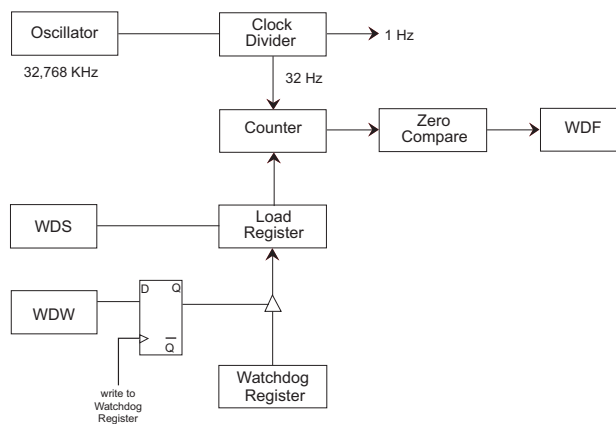 Oscillator
Clock
Divider
1 Hz
32,768 KHz
32 Hz
Counter
Zero
Compare
WDF
WDS
Load
Register
WDW
D
Q
Q
write to
Watchdog
Register
Watchdog
Register